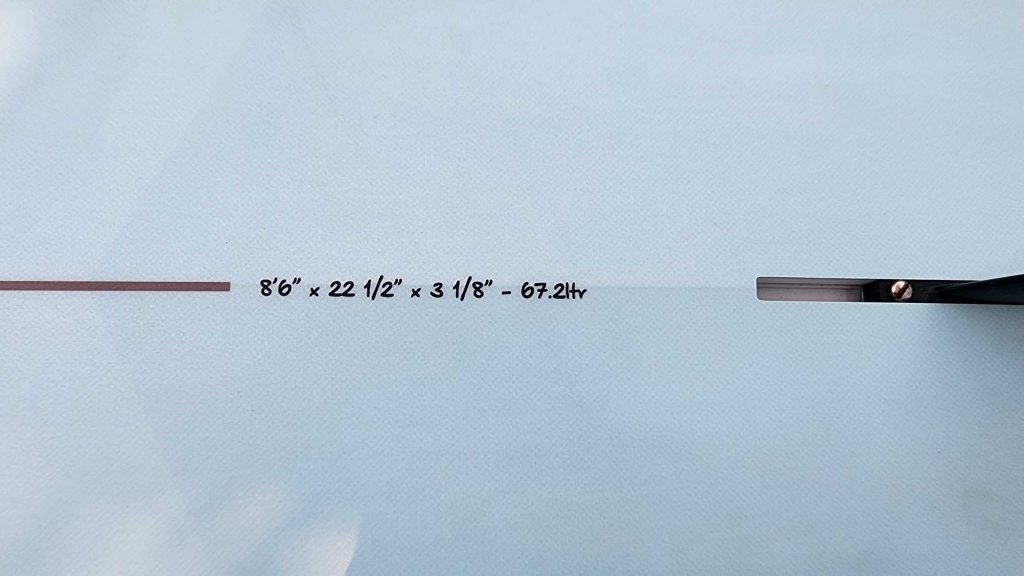 8'6" x 22 1/2" x 3 1/8" - 67.2ltr